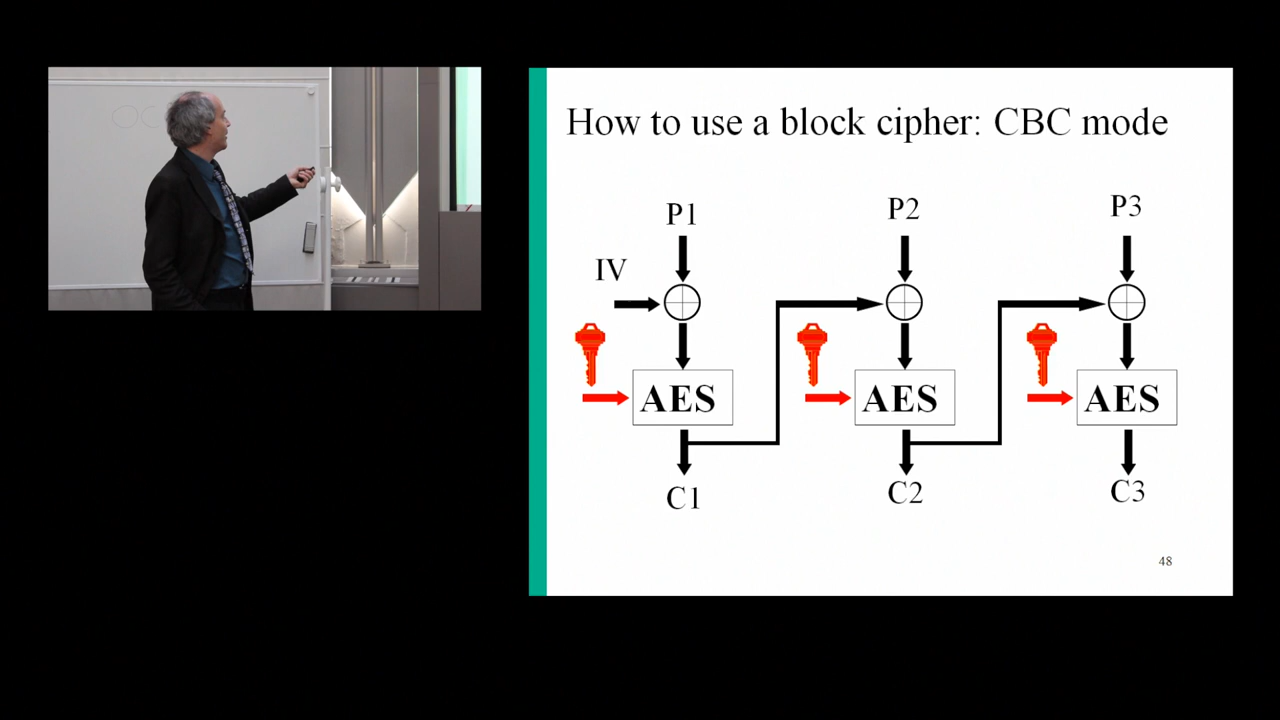 How to use a block cipher: CBC mode
P1 P2 P3
IV
AES AES AES
C1 C2 C3
48